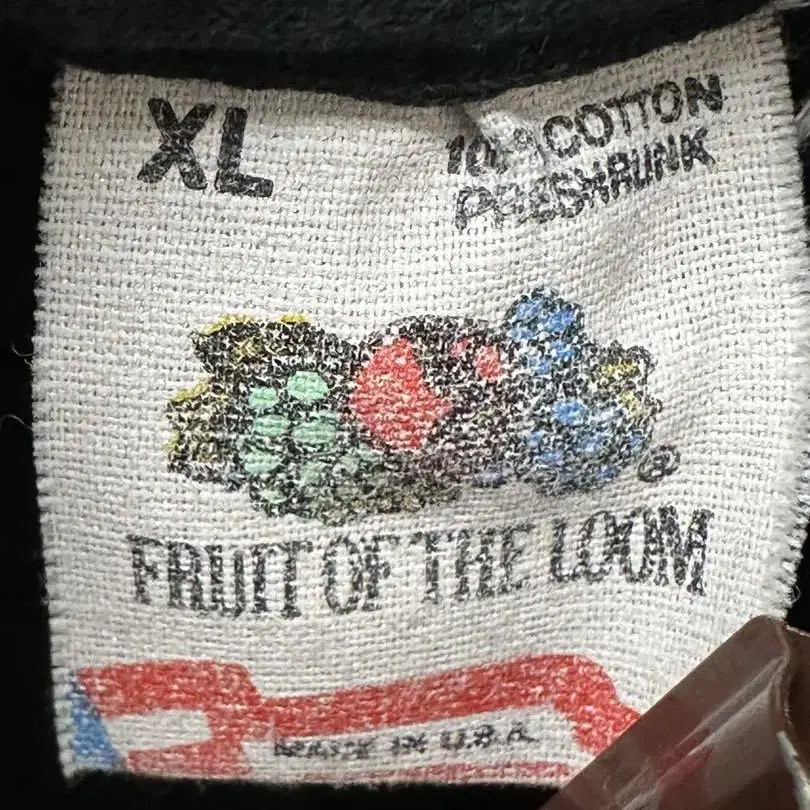 XL
100% COTTON
PRESHRUNK
®
FRUIT OF THE LOOM
MADE IN U.S.A.